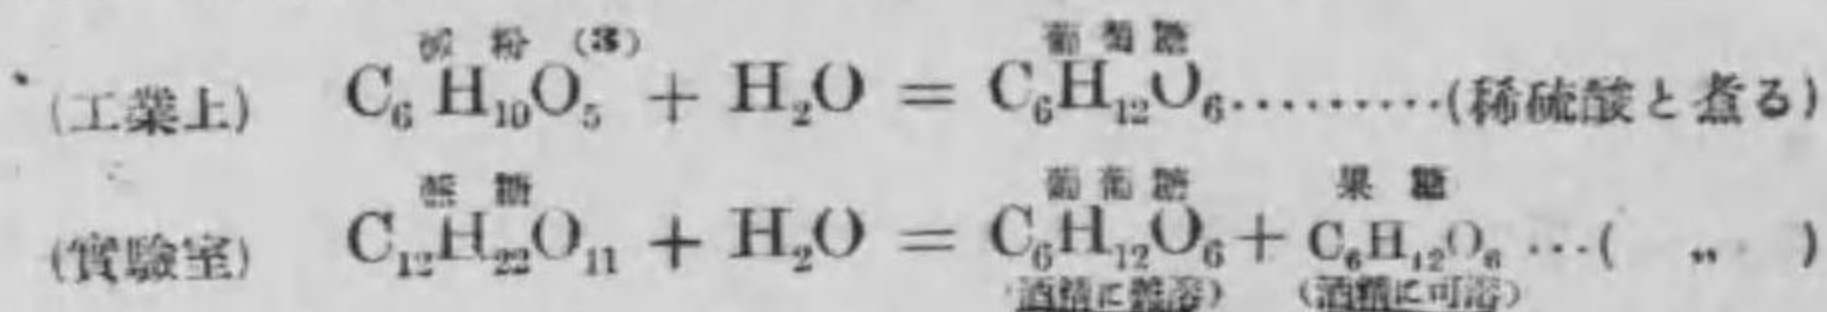 澱粉 葡萄糖
(工業上) C₆H₁₀O₅ + H₂O = C₆H₁₂O₆.........(稀硫酸と煮る)
蔗糖 葡萄糖 果糖
(實驗室) C₁₂H₂₂O₁₁ + H₂O = C₆H₁₂O₆ + C₆H₁₂O₆ ...( 〃 )
(酒精に難溶) (酒精に可溶)